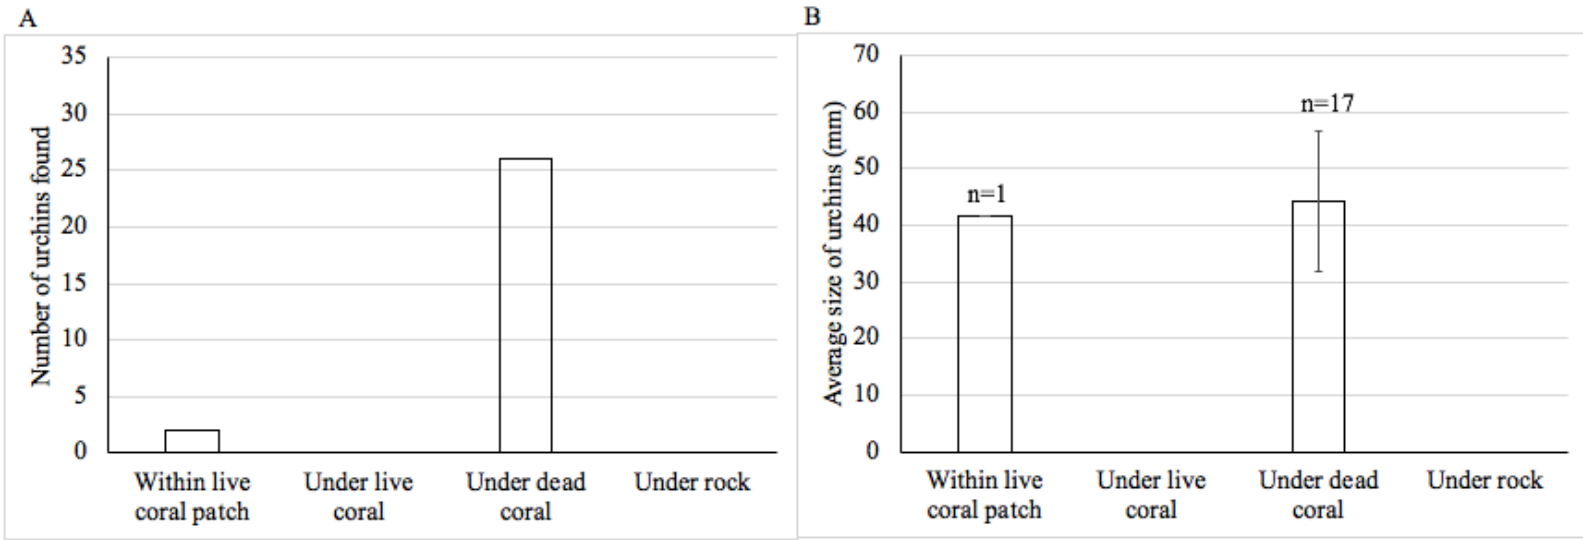 A
Number of urchins found
35
30
25
20
15
10
5
0
Within live
coral patch
Under live
coral
Under dead
coral
Under rock
B
Average size of urchins (mm)
70
60
50
40
30
20
10
0
n=1
n=17
Within live
coral patch
Under live
coral
Under dead
coral
Under rock